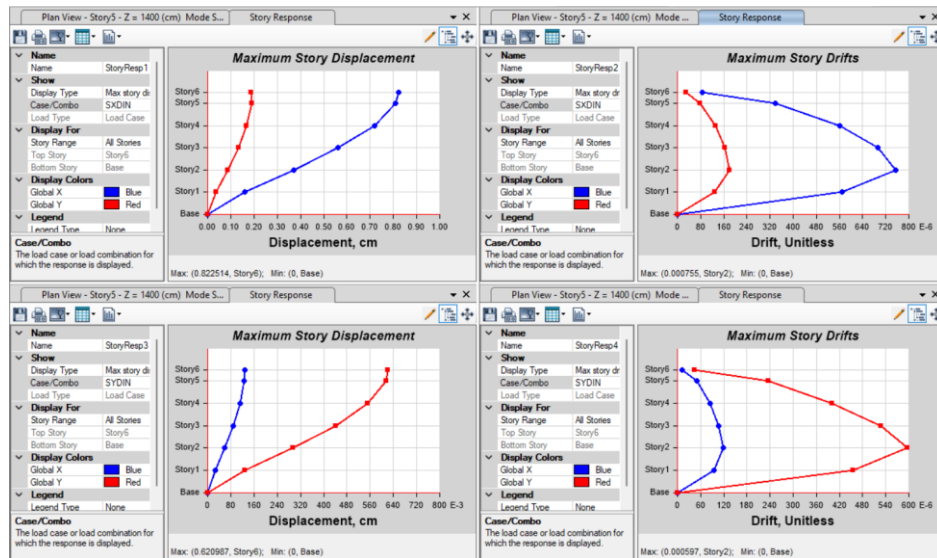 Plan View - Story5 - Z = 1400 (cm) Mode S...
Story Response
Name
Name StoryResp1
Show
Display Type Max story di
Case/Combo SXDIN
Load Type Load Case
Display For
Story Range All Stories
Top Story Story6
Bottom Story Base
Display Colors
Global X Blue
Global Y Red
Legend
Legend Type None
Case/Combo
The load case or load combination for
which the response is displayed.
Maximum Story Displacement
Story6
Story5
Story4
Story3
Story2
Story1
Base
0.00 0.10 0.20 0.30 0.40 0.50 0.60 0.70 0.80 0.90 1.00
Displacement, cm
Max: (0.822514, Story6); Min: (0, Base)
Plan View - Story5 - Z = 1400 (cm) Mode S...
Story Response
Name
Name StoryResp2
Show
Display Type Max story dr
Case/Combo SXDIN
Load Type Load Case
Display For
Story Range All Stories
Top Story Story6
Bottom Story Base
Display Colors
Global X Blue
Global Y Red
Legend
Legend Type None
Case/Combo
The load case or load combination for
which the response is displayed.
Maximum Story Drifts
Story6
Story5
Story4
Story3
Story2
Story1
Base
0 80 160 240 320 400 480 560 640 720 800 E-6
Drift, Unitless
Max: (0.000755, Story2); Min: (0, Base)
Plan View - Story5 - Z = 1400 (cm) Mode S...
Story Response
Name
Name StoryResp3
Show
Display Type Max story di
Case/Combo SYDIN
Load Type Load Case
Display For
Story Range All Stories
Top Story Story6
Bottom Story Base
Display Colors
Global X Blue
Global Y Red
Legend
Legend Type None
Case/Combo
The load case or load combination for
which the response is displayed.
Maximum Story Displacement
Story6
Story5
Story4
Story3
Story2
Story1
Base
0 80 160 240 320 400 480 560 640 720 800 E-3
Displacement, cm
Max: (0.620987, Story6); Min: (0, Base)
Plan View - Story5 - Z = 1400 (cm) Mode S...
Story Response
Name
Name StoryResp4
Show
Display Type Max story dr
Case/Combo SYDIN
Load Type Load Case
Display For
Story Range All Stories
Top Story Story6
Bottom Story Base
Display Colors
Global X Blue
Global Y Red
Legend
Legend Type None
Case/Combo
The load case or load combination for
which the response is displayed.
Maximum Story Drifts
Story6
Story5
Story4
Story3
Story2
Story1
Base
0 60 120 180 240 300 360 420 480 540 600 E-6
Drift, Unitless
Max: (0.000597, Story2); Min: (0, Base)